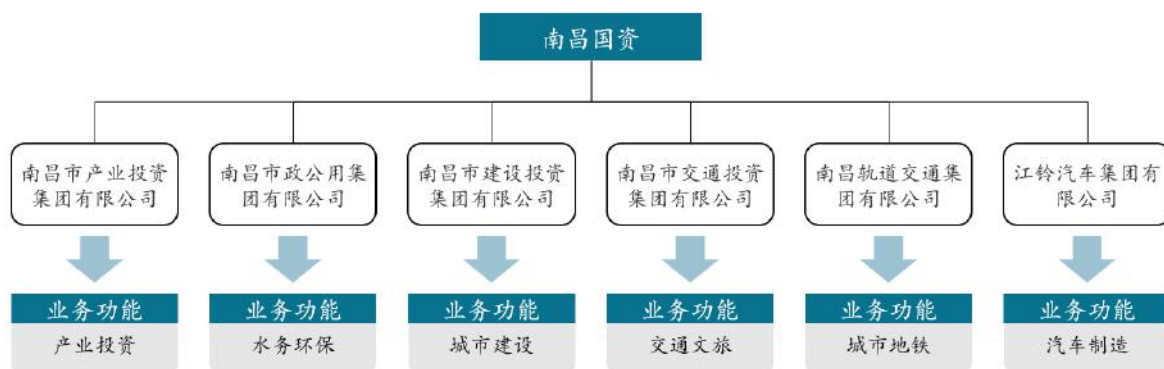 南昌国资
南昌市产业投资
集团有限公司
南昌市政公用集
团有限公司
南昌市建设投资
集团有限公司
南昌市交通投资
集团有限公司
南昌轨道交通集
团有限公司
江铃汽车集团有
限公司
业务功能
产业投资
业务功能
水务环保
业务功能
城市建设
业务功能
交通文旅
业务功能
城市地铁
业务功能
汽车制造